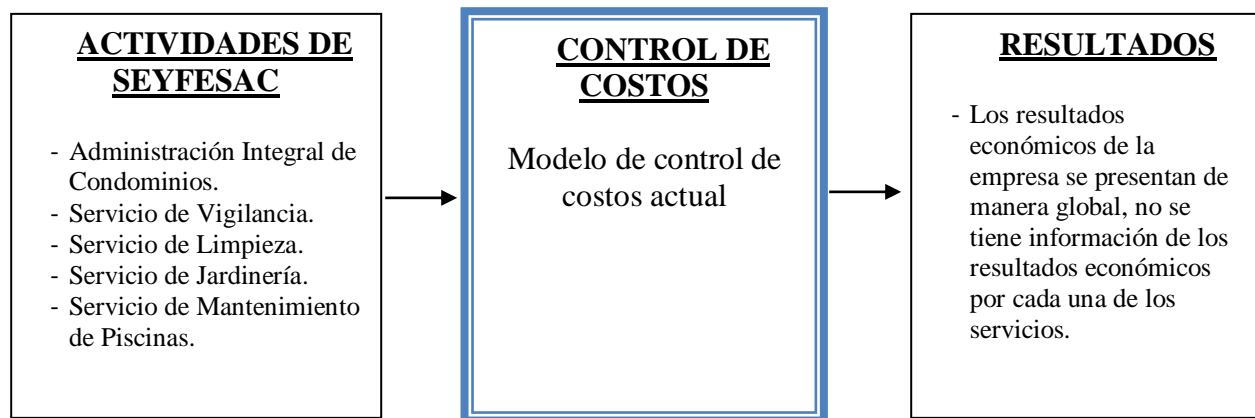 ACTIVIDADES DE
SEYFESAC
- Administración Integral de
Condominios.
- Servicio de Vigilancia.
- Servicio de Limpieza.
- Servicio de Jardinería.
- Servicio de Mantenimiento
de Piscinas.
CONTROL DE
COSTOS
Modelo de control de
costos actual
RESULTADOS
- Los resultados
económicos de la
empresa se presentan de
manera global, no se
tiene información de los
resultados económicos
por cada una de los
servicios.